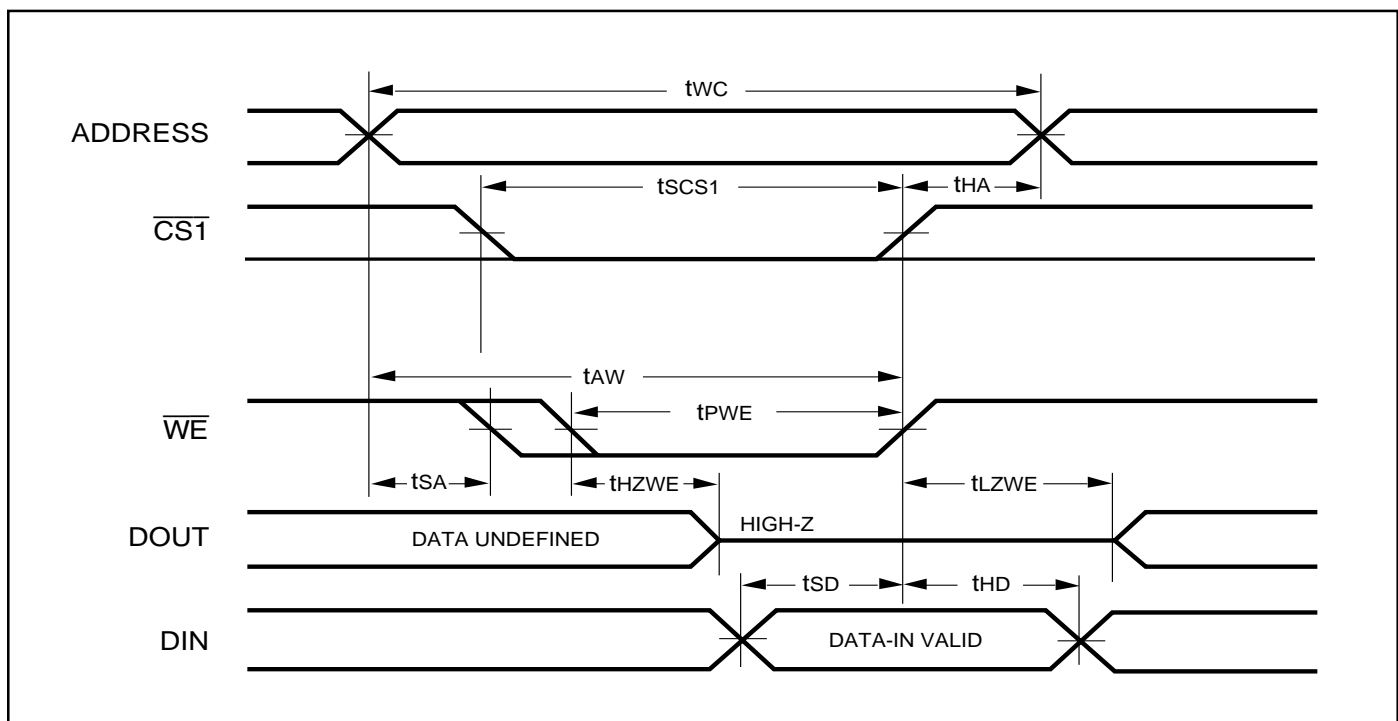 tWC
ADDRESS
tSCS1
tHA
CS1
tAW
WE
tPWE
tSA
tHZWE
tLZWE
DOUT
DATA UNDEFINED
HIGH-Z
tSD
tHD
DIN
DATA-IN VALID